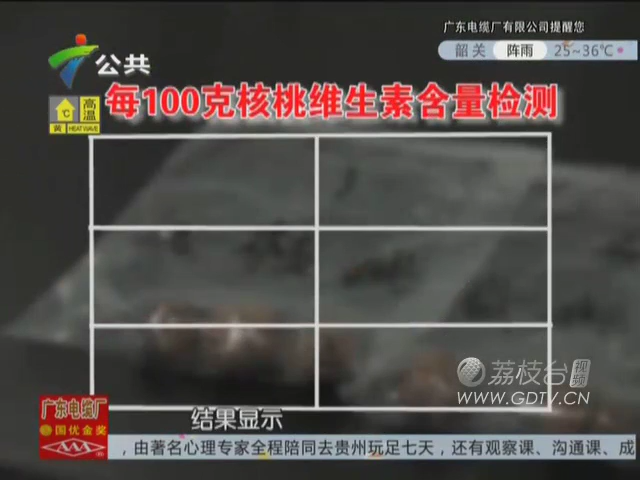 广东电缆厂有限公司提醒您
韶关 阵雨 25~36℃
公共
高温
℃
黄 HEAT WAVE
每100克核桃维生素含量检测
荔枝台 视频
WWW.GDTV.CN
广东电缆厂
国优金奖
AAA
结果显示
，由著名心理专家全程陪同去贵州玩足七天，还有观察课、沟通课、成